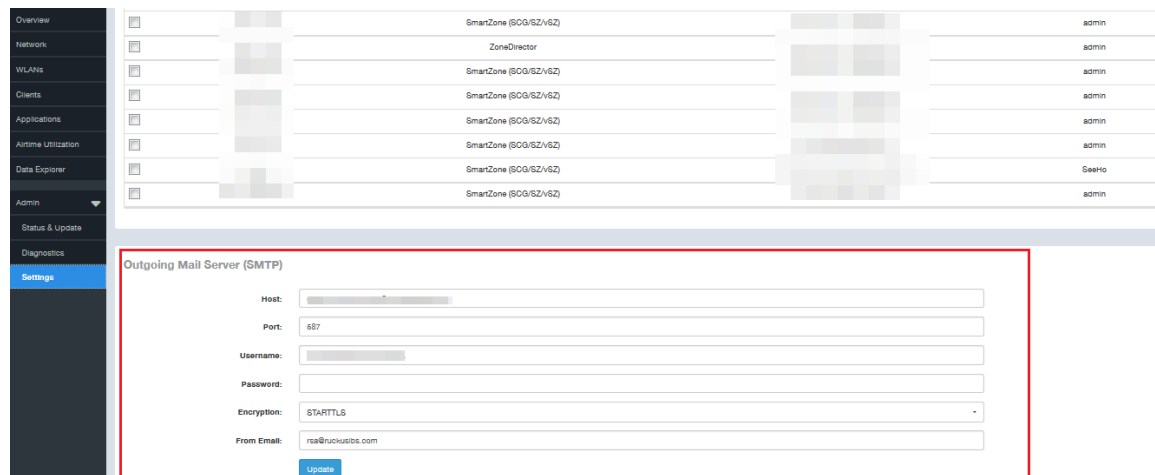 Overview
Network
WLANs
Clients
Applications
Airtime Utilization
Data Explorer
Admin
Status & Update
Diagnostics
Settings
SmartZone (SCG/SZ/vSZ) admin
ZoneDirector admin
SmartZone (SCG/SZ/vSZ) admin
SmartZone (SCG/SZ/vSZ) admin
SmartZone (SCG/SZ/vSZ) admin
SmartZone (SCG/SZ/vSZ) admin
SmartZone (SCG/SZ/vSZ) SeeHo
SmartZone (SCG/SZ/vSZ) admin
Outgoing Mail Server (SMTP)
Host:
Port: 587
Username:
Password:
Encryption: STARTTLS
From Email: rsa@ruckuslbs.com
Update